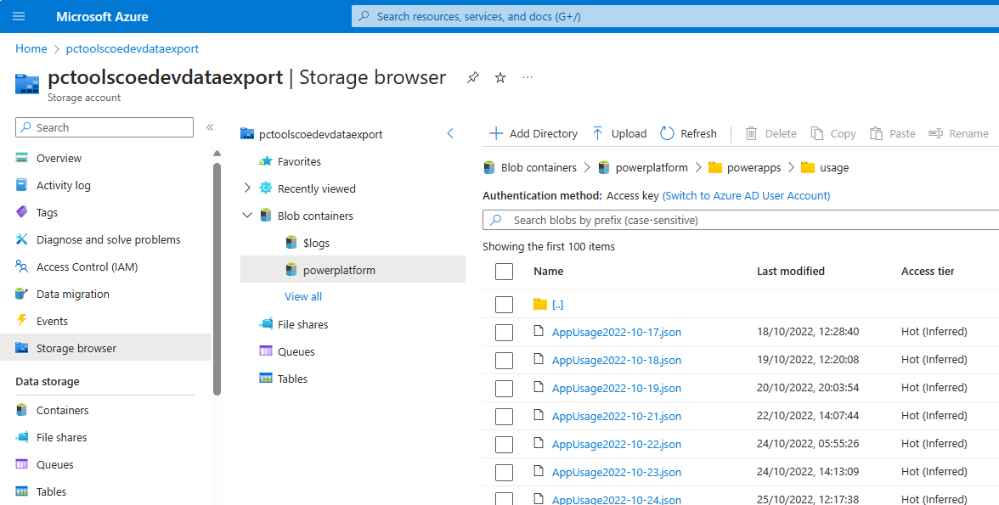 Microsoft Azure
Search resources, services, and docs (G+/)
Home > pctoolscoedevdataexport
pctoolscoedevdataexport | Storage browser
Storage account
Search
Overview
Activity log
Tags
Diagnose and solve problems
Access Control (IAM)
Data migration
Events
Storage browser
Data storage
Containers
File shares
Queues
Tables
pctoolscoedevdataexport
Favorites
Recently viewed
Blob containers
$logs
powerplatform
View all
File shares
Queues
Tables
Add Directory Upload Refresh Delete Copy Paste Rename
Blob containers > powerplatform > powerapps > usage
Authentication method: Access key (Switch to Azure AD User Account)
Search blobs by prefix (case-sensitive)
Showing the first 100 items
Name Last modified Access tier
[..]
AppUsage2022-10-17.json 18/10/2022, 12:28:40 Hot (Inferred)
AppUsage2022-10-18.json 19/10/2022, 12:20:08 Hot (Inferred)
AppUsage2022-10-19.json 20/10/2022, 20:03:54 Hot (Inferred)
AppUsage2022-10-21.json 22/10/2022, 14:07:44 Hot (Inferred)
AppUsage2022-10-22.json 24/10/2022, 05:55:26 Hot (Inferred)
AppUsage2022-10-23.json 24/10/2022, 14:13:09 Hot (Inferred)
AppUsage2022-10-24.json 25/10/2022, 12:17:38 Hot (Inferred)